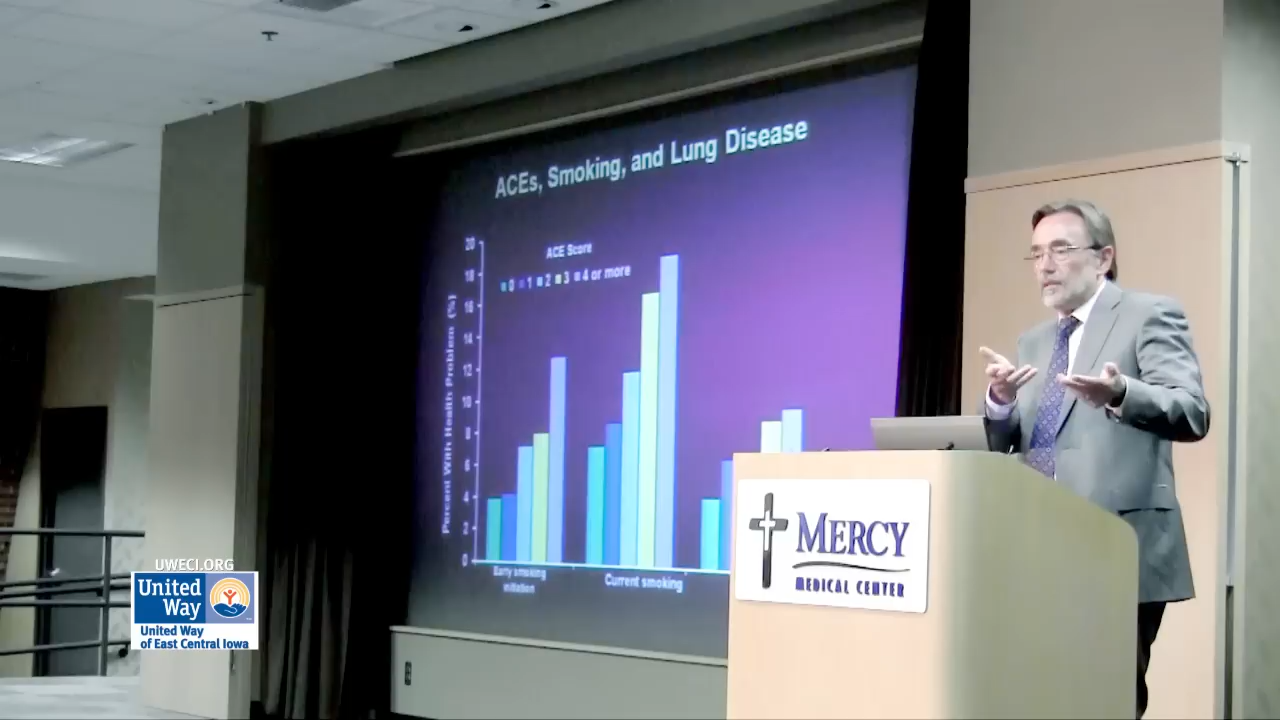 ACEs, Smoking, and Lung Disease
ACE Score
0 1 2 3 4 or more
Percent With Health Problem (%)
20
18
16
14
12
10
8
6
4
2
0
Early smoking
initiation
Current smoking
MERCY
MEDICAL CENTER
UWECI.ORG
United
Way
United Way
of East Central Iowa